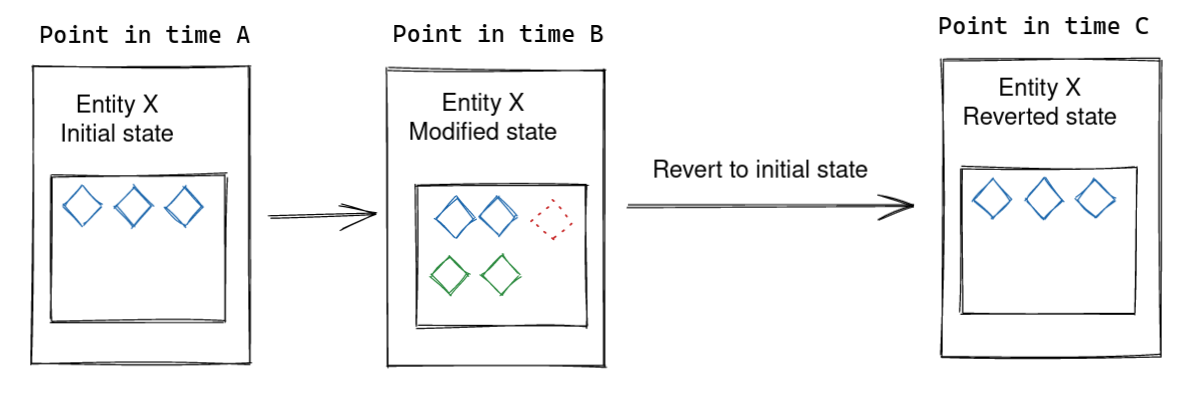 Point in time A
Entity X
Initial state
Point in time B
Entity X
Modified state
Revert to initial state
Point in time C
Entity X
Reverted state